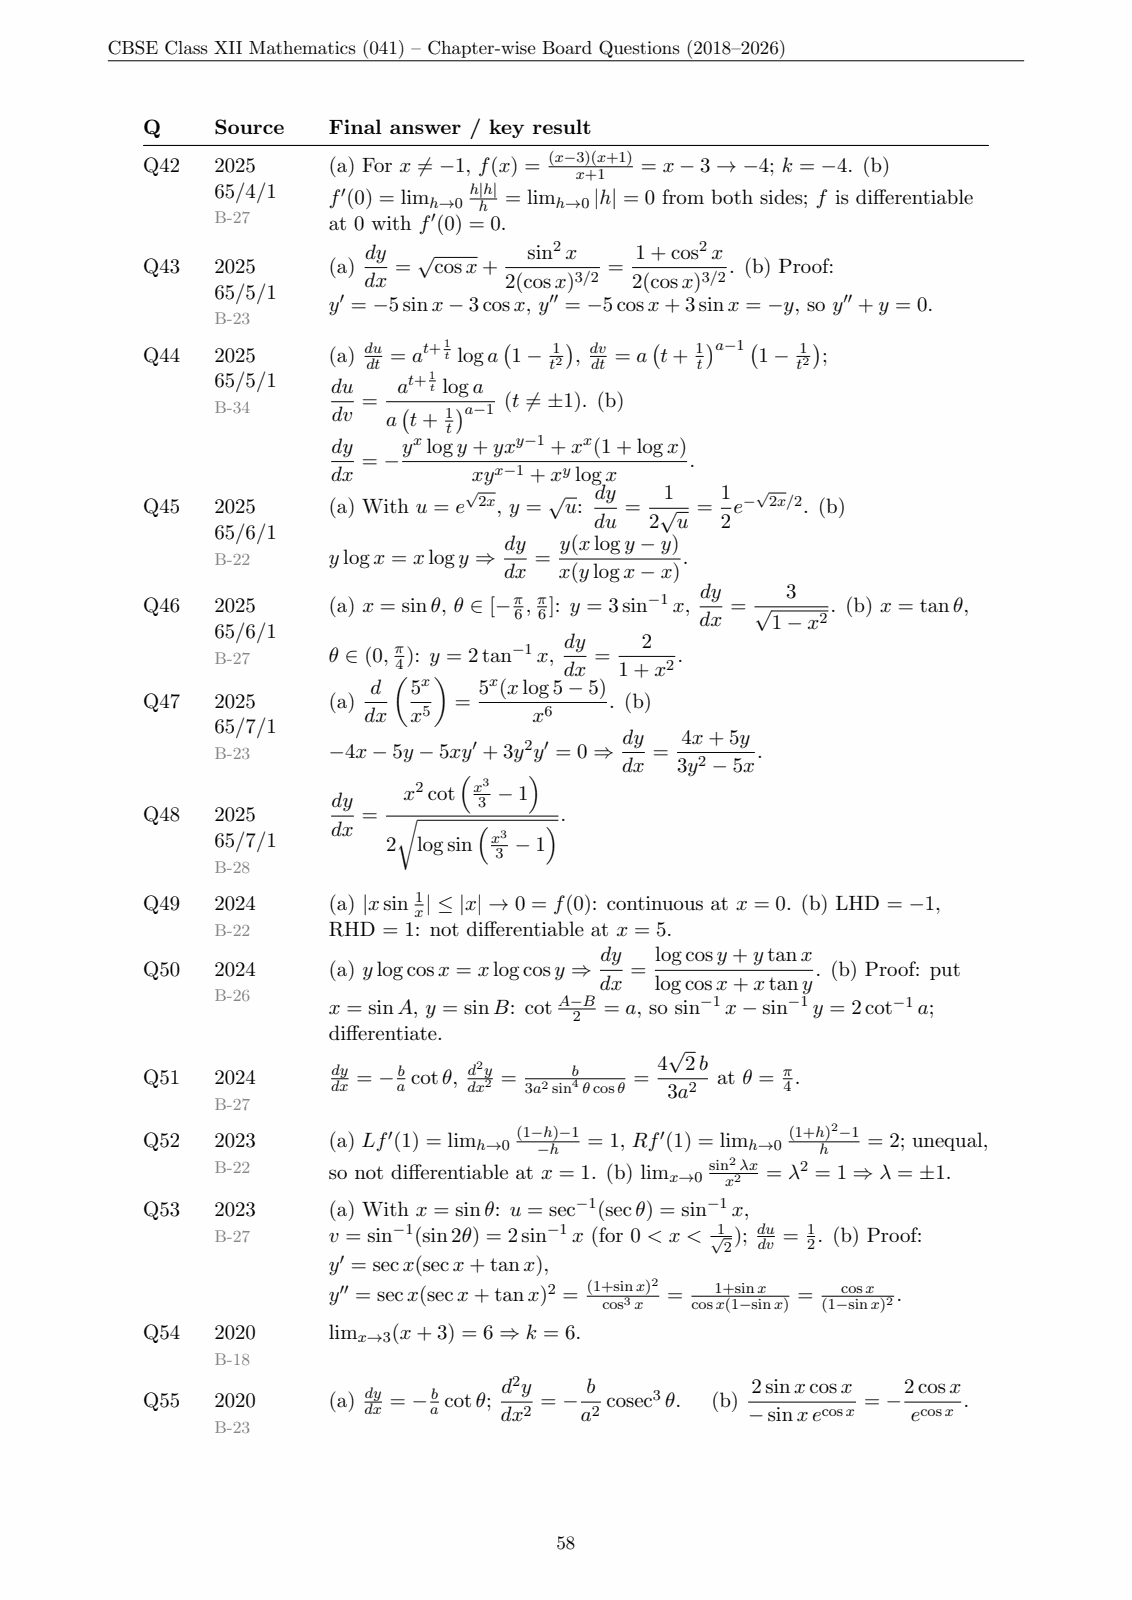 CBSE Class XII Mathematics (041) – Chapter-wise Board Questions (2018–2026)
Q Source Final answer / key result
Q42 2025 (a) For x ≠ −1, f(x) = (x−3)(x+1)/(x+1) = x − 3 → −4; k = −4. (b)
65/4/1 f′(0) = lim_{h→0} h|h|/h = lim_{h→0} |h| = 0 from both sides; f is differentiable
B-27 at 0 with f′(0) = 0.
Q43 2025 (a) dy/dx = √(cos x) + sin² x/(2(cos x)^{3/2}) = (1 + cos² x)/(2(cos x)^{3/2}). (b) Proof:
65/5/1 y′ = −5 sin x − 3 cos x, y″ = −5 cos x + 3 sin x = −y, so y″ + y = 0.
B-23
Q44 2025 (a) du/dt = a^{t+1/t} log a (1 − 1/t²), dv/dt = a (t + 1/t)^{a−1} (1 − 1/t²);
65/5/1 du/dv = a^{t+1/t} log a/(a (t + 1/t)^{a−1}) (t ≠ ±1). (b)
B-34
dy/dx = −(y^x log y + yx^{y−1} + x^x(1 + log x))/(xy^{x−1} + x^y log x).
Q45 2025 (a) With u = e^{√(2x)}, y = √u: dy/du = 1/(2√u) = 1/2 e^{−√(2x)/2}. (b)
65/6/1
B-22 y log x = x log y ⇒ dy/dx = y(x log y − y)/(x(y log x − x)).
Q46 2025 (a) x = sin θ, θ ∈ [−π/6, π/6]: y = 3 sin⁻¹ x, dy/dx = 3/√(1 − x²). (b) x = tan θ,
65/6/1
B-27 θ ∈ (0, π/4): y = 2 tan⁻¹ x, dy/dx = 2/(1 + x²).
Q47 2025 (a) d/dx (5^x/x⁵) = 5^x(x log 5 − 5)/x⁶. (b)
65/7/1
B-23 −4x − 5y − 5xy′ + 3y²y′ = 0 ⇒ dy/dx = (4x + 5y)/(3y² − 5x).
Q48 2025 dy/dx = x² cot (x³/3 − 1)/(2√(log sin (x³/3 − 1))).
65/7/1
B-28
Q49 2024 (a) |x sin 1/x| ≤ |x| → 0 = f(0): continuous at x = 0. (b) LHD = −1,
B-22 RHD = 1: not differentiable at x = 5.
Q50 2024 (a) y log cos x = x log cos y ⇒ dy/dx = (log cos y + y tan x)/(log cos x + x tan y). (b) Proof: put
B-26 x = sin A, y = sin B: cot (A−B)/2 = a, so sin⁻¹ x − sin⁻¹ y = 2 cot⁻¹ a;
differentiate.
Q51 2024 dy/dx = −b/a cot θ, d²y/dx² = b/(3a² sin⁴ θ cos θ) = 4√2 b/(3a²) at θ = π/4.
B-27
Q52 2023 (a) Lf′(1) = lim_{h→0} ((1−h)−1)/(−h) = 1, Rf′(1) = lim_{h→0} ((1+h)²−1)/h = 2; unequal,
B-22 so not differentiable at x = 1. (b) lim_{x→0} sin² λx/x² = λ² = 1 ⇒ λ = ±1.
Q53 2023 (a) With x = sin θ: u = sec⁻¹(sec θ) = sin⁻¹ x,
B-27 v = sin⁻¹(sin 2θ) = 2 sin⁻¹ x (for 0 < x < 1/√2); du/dv = 1/2. (b) Proof:
y′ = sec x(sec x + tan x),
y″ = sec x(sec x + tan x)² = (1+sin x)²/cos³ x = (1+sin x)/(cos x(1−sin x)) = cos x/(1−sin x)².
Q54 2020 lim_{x→3}(x + 3) = 6 ⇒ k = 6.
B-18
Q55 2020 (a) dy/dx = −b/a cot θ; d²y/dx² = −b/a² cosec³ θ. (b) 2 sin x cos x/(− sin x e^{cos x}) = −2 cos x/e^{cos x}.
B-23
58